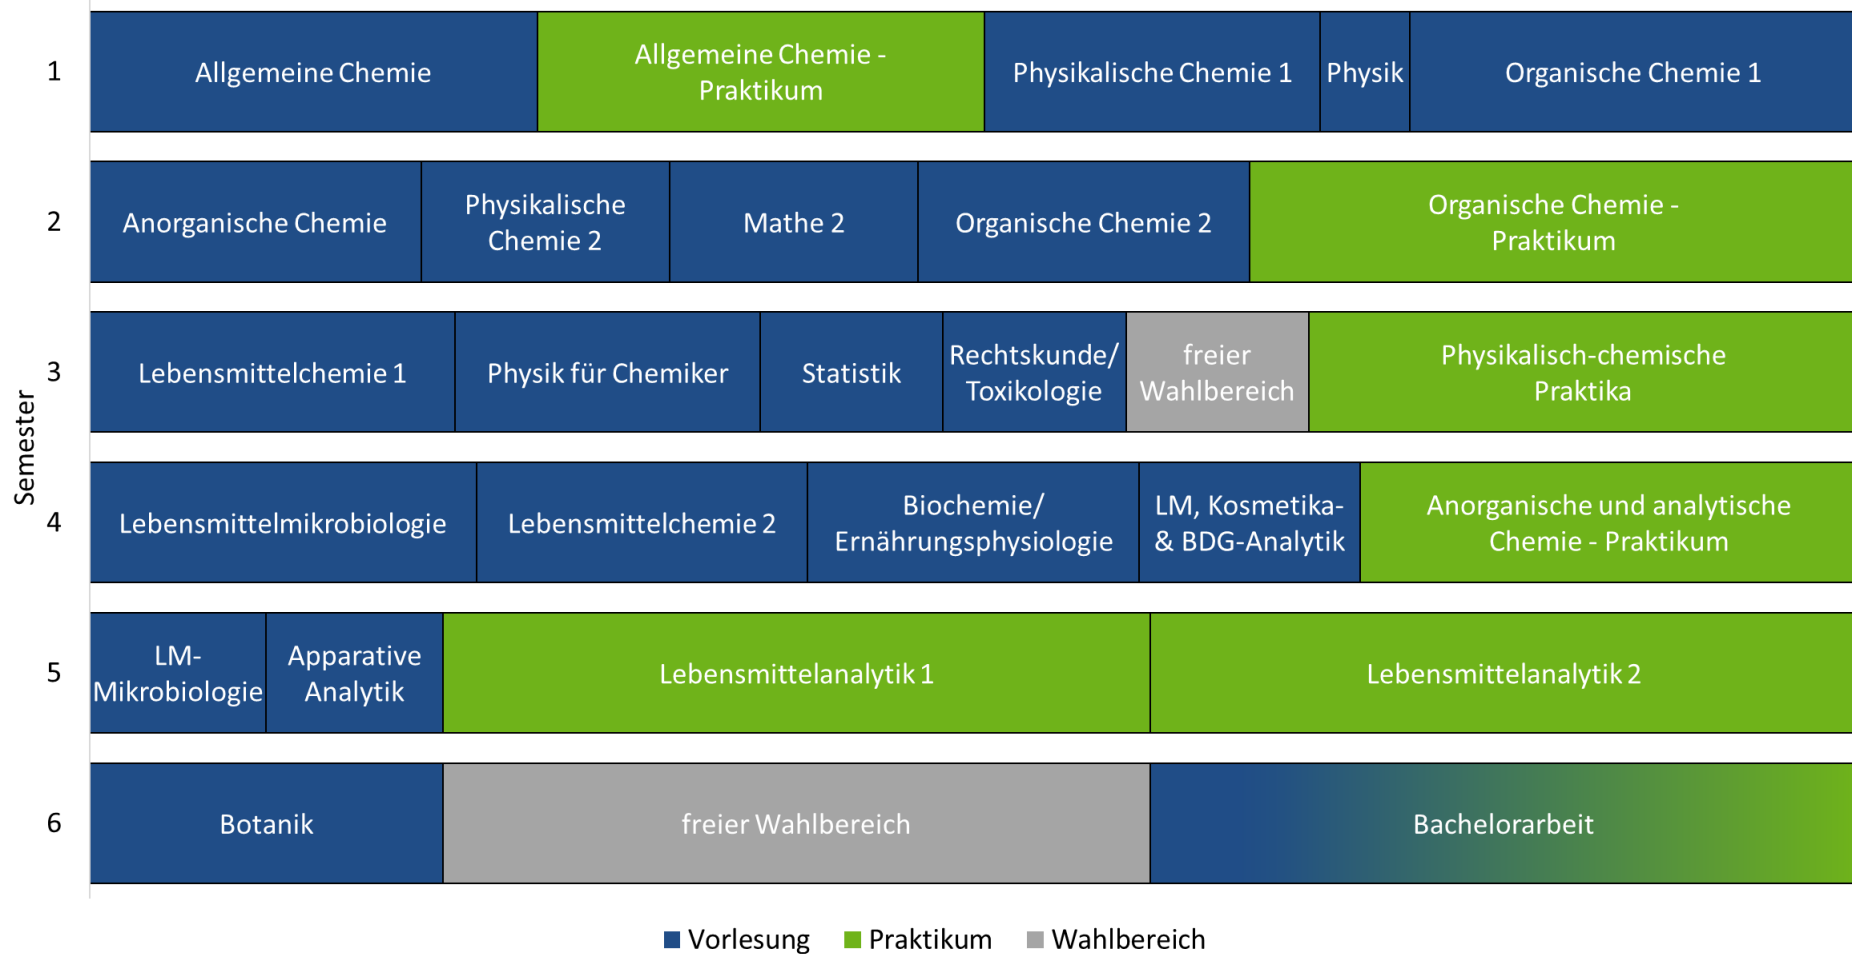 Semester
1
Allgemeine Chemie
Allgemeine Chemie -
Praktikum
Physikalische Chemie 1
Physik
Organische Chemie 1
2
Anorganische Chemie
Physikalische
Chemie 2
Mathe 2
Organische Chemie 2
Organische Chemie -
Praktikum
3
Lebensmittelchemie 1
Physik für Chemiker
Statistik
Rechtskunde/
Toxikologie
freier
Wahlbereich
Physikalisch-chemische
Praktika
4
Lebensmittelmikrobiologie
Lebensmittelchemie 2
Biochemie/
Ernährungsphysiologie
LM, Kosmetika-
& BDG-Analytik
Anorganische und analytische
Chemie - Praktikum
5
LM-
Mikrobiologie
Apparative
Analytik
Lebensmittelanalytik 1
Lebensmittelanalytik 2
6
Botanik
freier Wahlbereich
Bachelorarbeit
Vorlesung
Praktikum
Wahlbereich